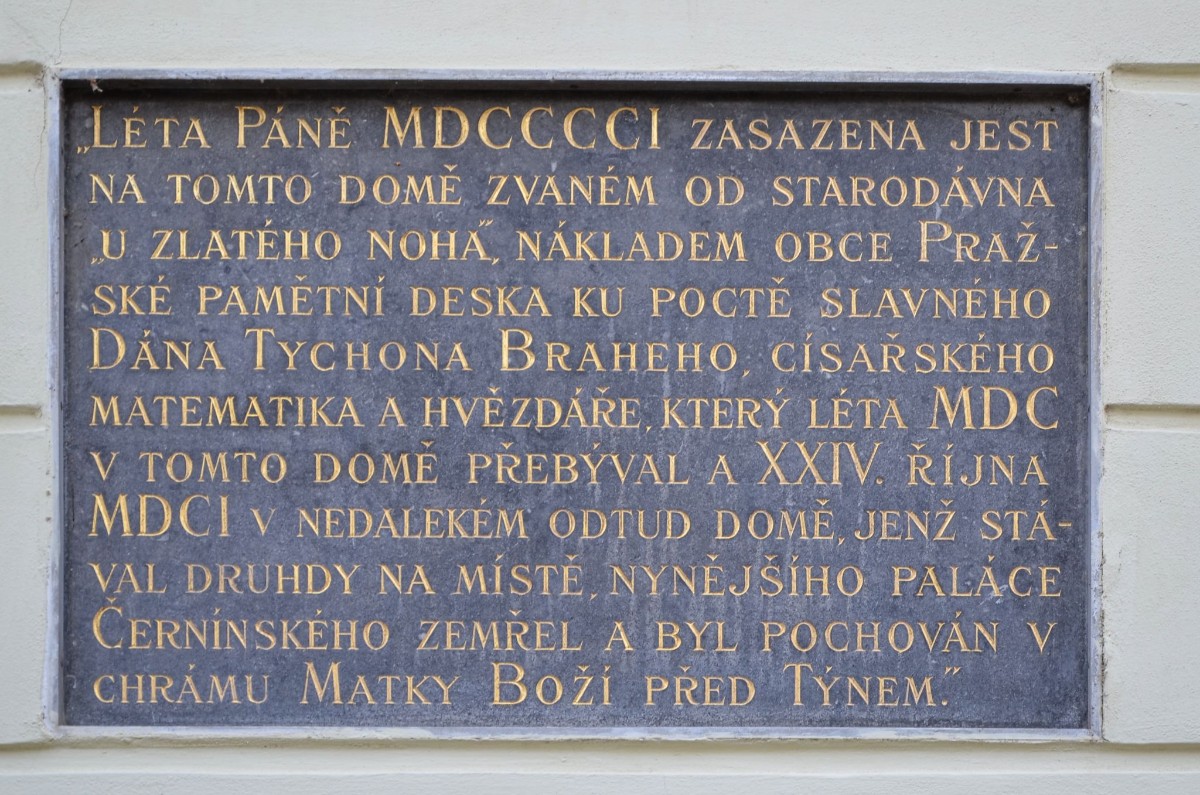 „Léta Páně MDCCCCI zasazena jest
na tomto domě zvaném od starodávna
„u zlatého noha“, nákladem obce Praž-
ské pamětní deska ku poctě slavného
Dána Tychona Braheho, císařského
matematika a hvězdáře, který léta MDC
v tomto domě přebýval a XXIV. října
MDCI v nedalekém odtud domě, jenž stá-
val druhdy na místě, nynějšího paláce
Černínského zemřel a byl pochován v
chrámu Matky Boží před Týnem.“